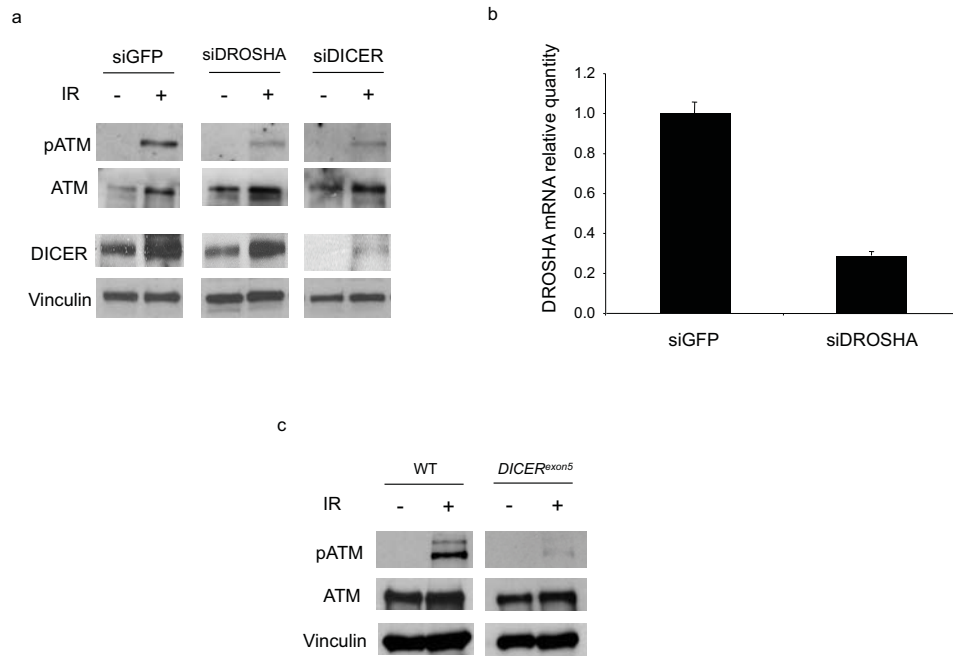 a
siGFP siDROSHA siDICER
IR - + - + - +
pATM
ATM
DICER
Vinculin
b
DROSHA mRNA relative quantity
1.2
1.0
0.8
0.6
0.4
0.2
0.0
siGFP siDROSHA
c
WT DICERexon5
IR - + - +
pATM
ATM
Vinculin